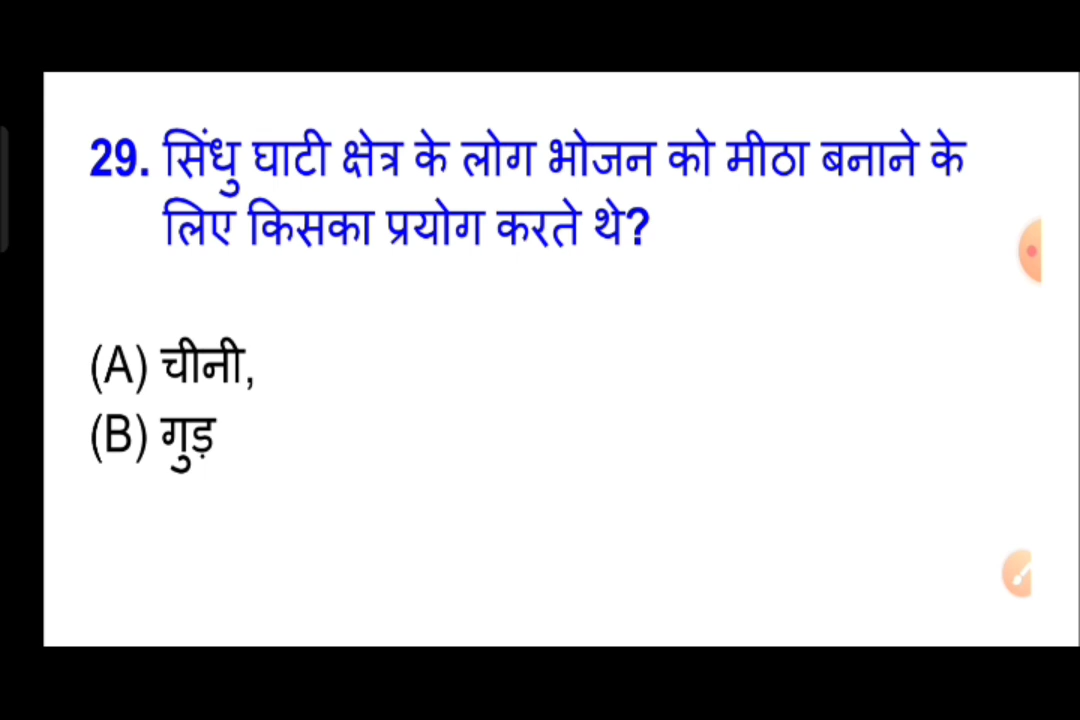 29. सिंधु घाटी क्षेत्र के लोग भोजन को मीठा बनाने के
लिए किसका प्रयोग करते थे?
(A) चीनी,
(B) गुड़